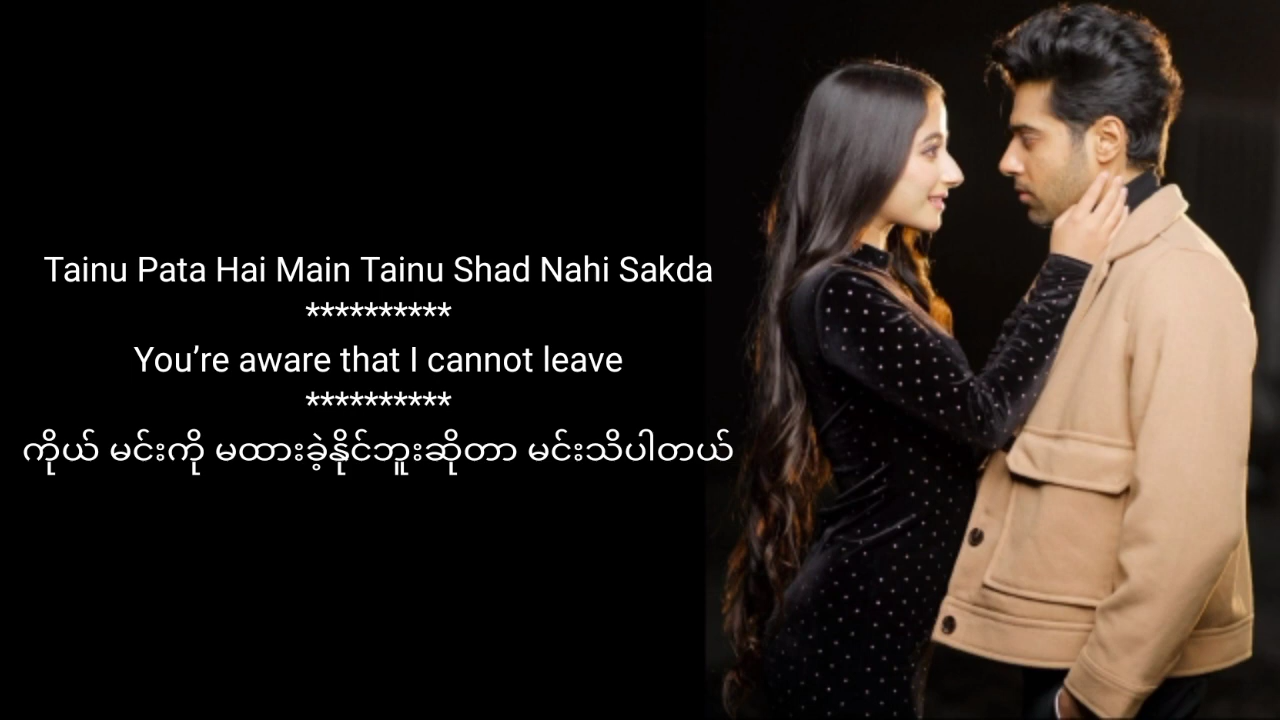 Tainu Pata Hai Main Tainu Shad Nahi Sakda
**********
You’re aware that I cannot leave
**********
ကိုယ် မင်းကို မထားခဲ့နိုင်ဘူးဆိုတာ မင်းသိပါတယ်